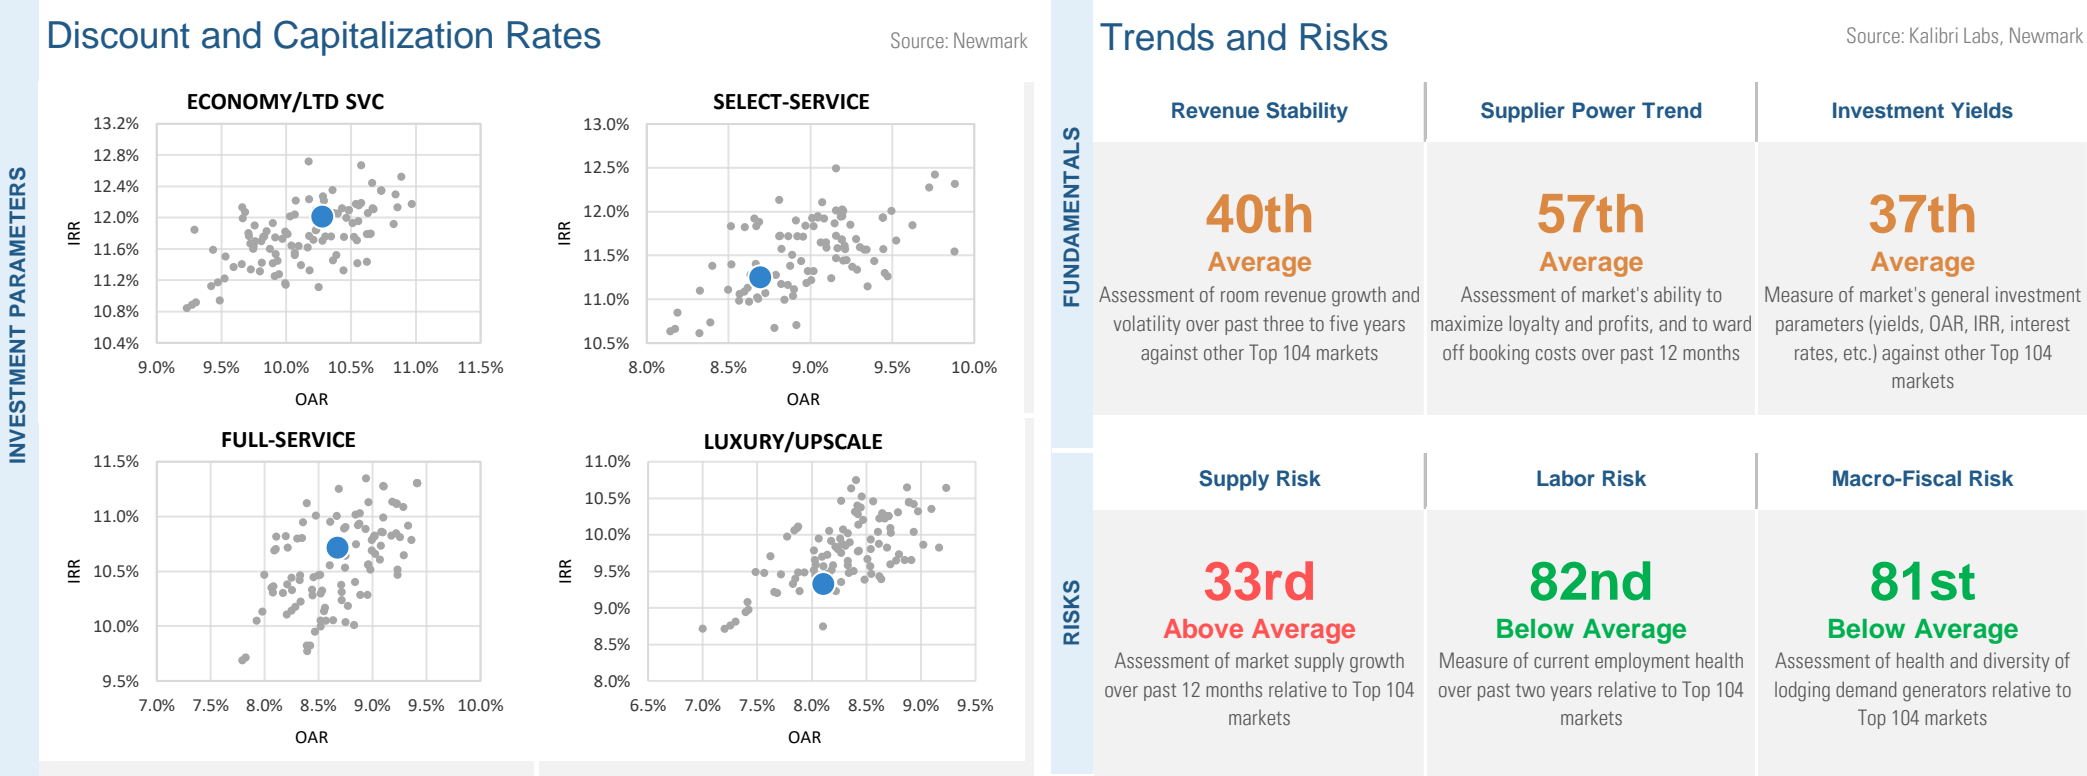 Discount and Capitalization Rates
Source: Newmark
INVESTMENT PARAMETERS
ECONOMY/LTD SVC
13.2%
12.8%
12.4%
12.0%
11.6%
11.2%
10.8%
10.4%
IRR
9.0% 9.5% 10.0% 10.5% 11.0% 11.5%
OAR
SELECT-SERVICE
13.0%
12.5%
12.0%
11.5%
11.0%
10.5%
IRR
8.0% 8.5% 9.0% 9.5% 10.0%
OAR
FULL-SERVICE
11.5%
11.0%
10.5%
10.0%
9.5%
IRR
7.0% 7.5% 8.0% 8.5% 9.0% 9.5% 10.0%
OAR
LUXURY/UPSCALE
11.0%
10.5%
10.0%
9.5%
9.0%
8.5%
8.0%
IRR
6.5% 7.0% 7.5% 8.0% 8.5% 9.0% 9.5%
OAR
Trends and Risks
Source: Kalibri Labs, Newmark
FUNDAMENTALS
Revenue Stability
40th
Average
Assessment of room revenue growth and
volatility over past three to five years
against other Top 104 markets
Supplier Power Trend
57th
Average
Assessment of market's ability to
maximize loyalty and profits, and to ward
off booking costs over past 12 months
Investment Yields
37th
Average
Measure of market's general investment
parameters (yields, OAR, IRR, interest
rates, etc.) against other Top 104
markets
RISKS
Supply Risk
33rd
Above Average
Assessment of market supply growth
over past 12 months relative to Top 104
markets
Labor Risk
82nd
Below Average
Measure of current employment health
over past two years relative to Top 104
markets
Macro-Fiscal Risk
81st
Below Average
Assessment of health and diversity of
lodging demand generators relative to
Top 104 markets